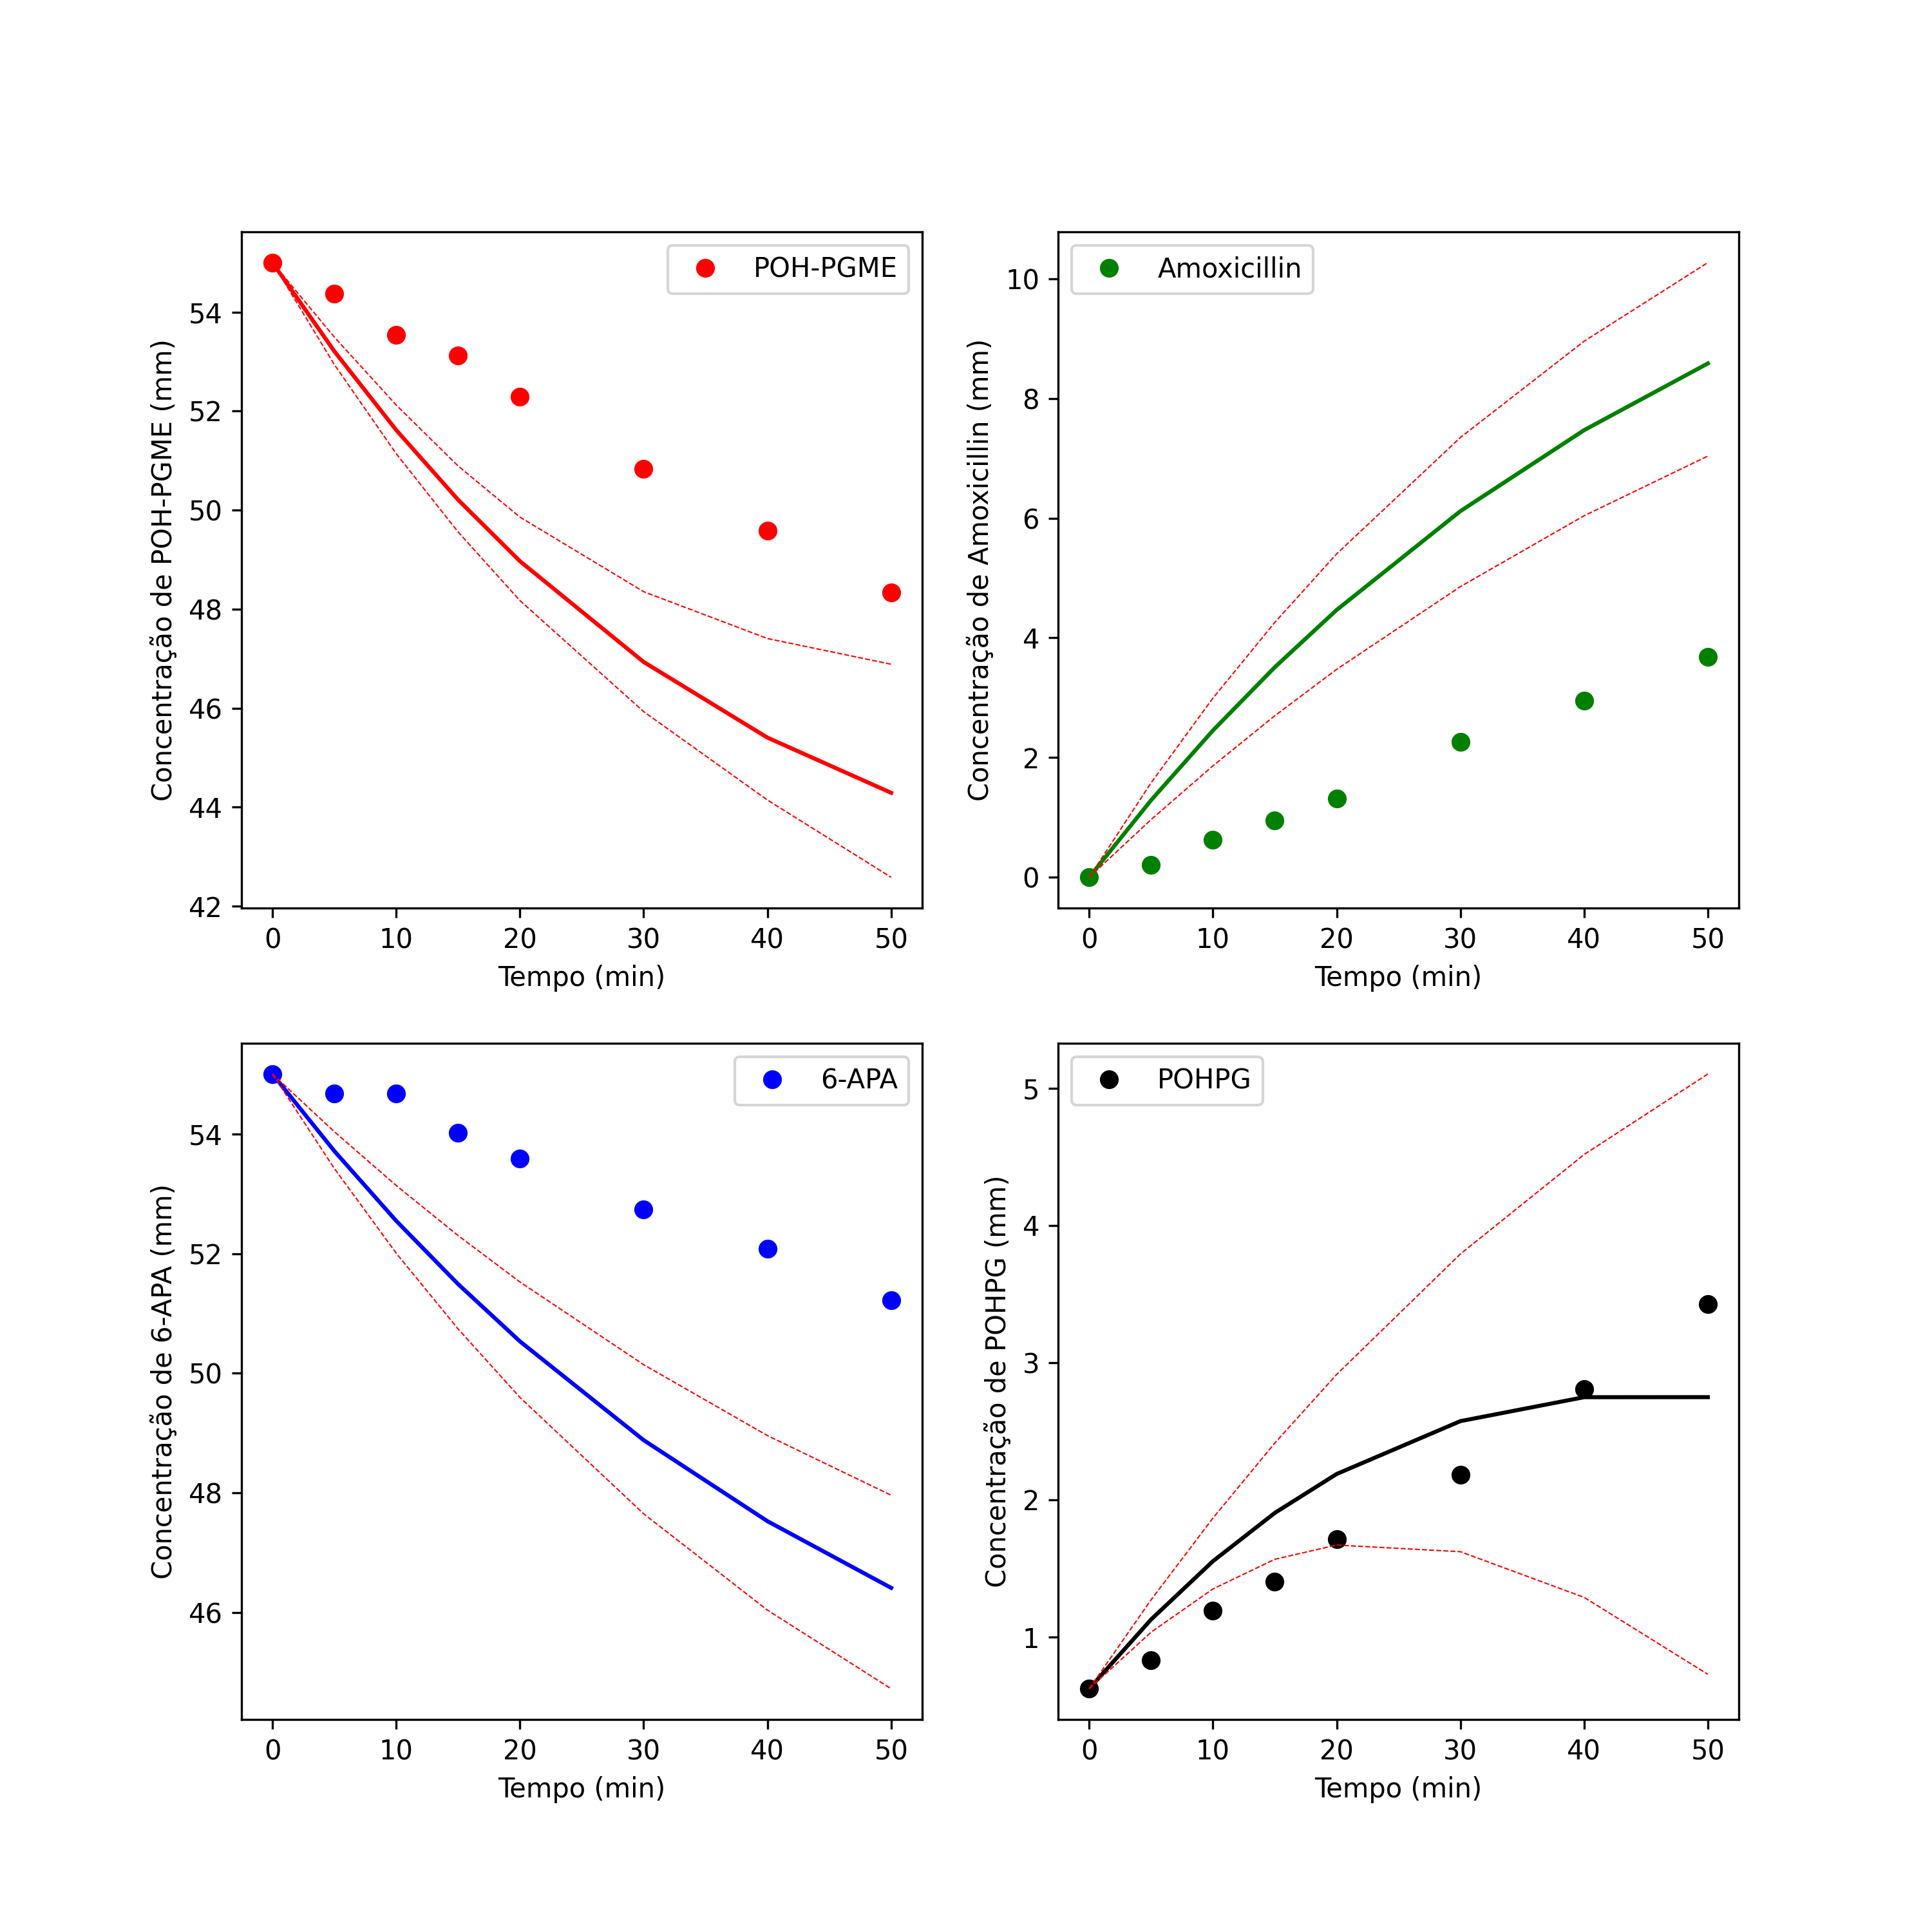 POH-PGME
Concentração de POH-PGME (mm)
54
52
50
48
46
44
42
0 10 20 30 40 50
Tempo (min)
Amoxicillin
Concentração de Amoxicillin (mm)
10
8
6
4
2
0
0 10 20 30 40 50
Tempo (min)
6-APA
Concentração de 6-APA (mm)
54
52
50
48
46
0 10 20 30 40 50
Tempo (min)
POHPG
Concentração de POHPG (mm)
5
4
3
2
1
0 10 20 30 40 50
Tempo (min)